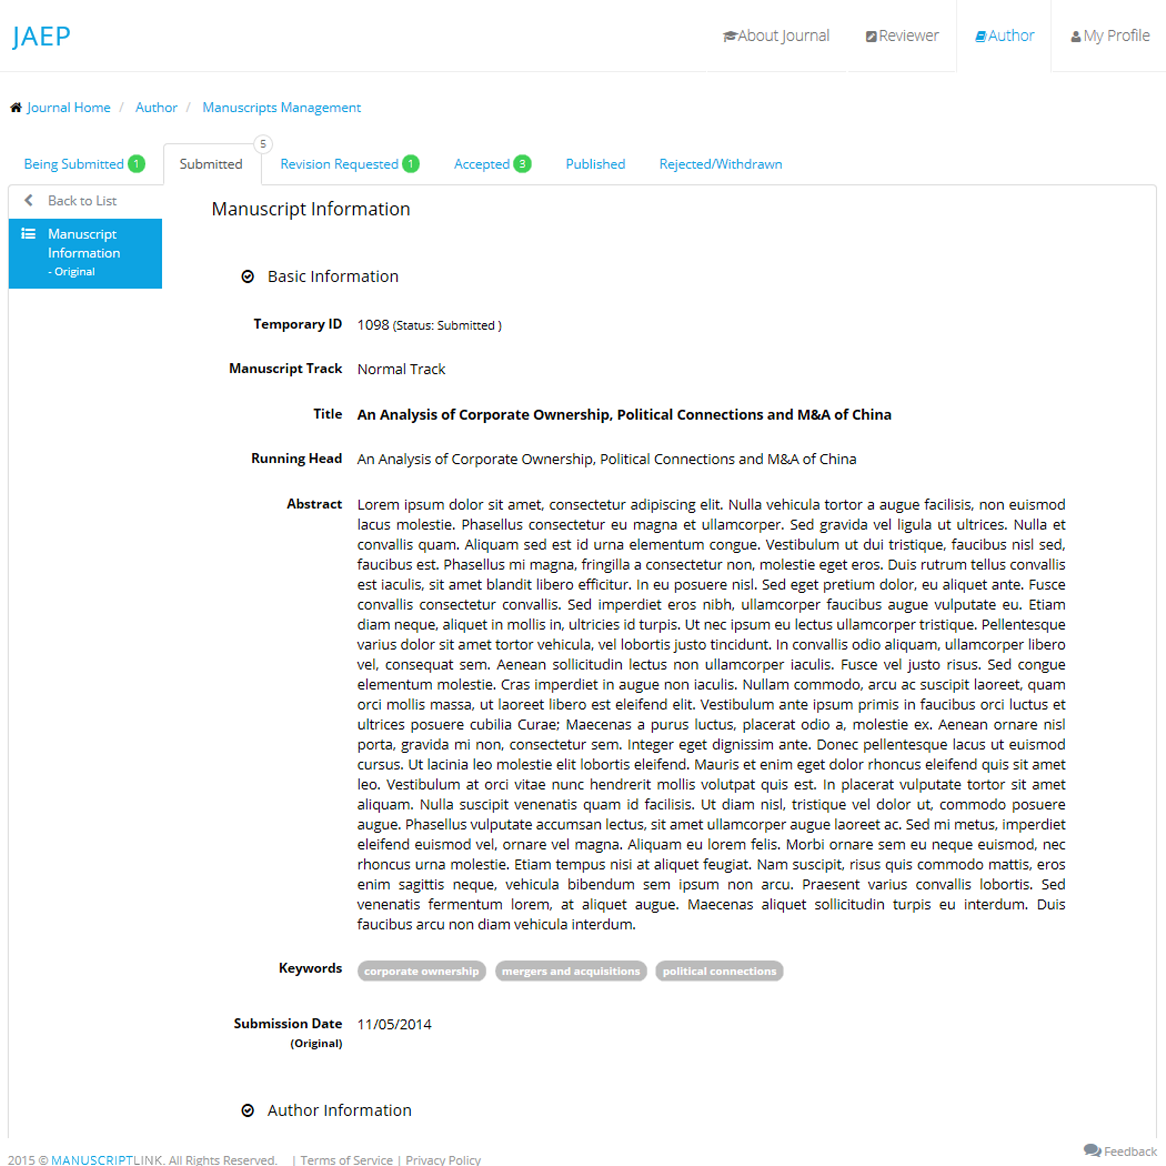 JAEP
About Journal
Reviewer
Author
My Profile
Journal Home / Author / Manuscripts Management
Being Submitted 1
Submitted 5
Revision Requested 1
Accepted 3
Published
Rejected/Withdrawn
Back to List
Manuscript
Information
- Original
Manuscript Information
Basic Information
Temporary ID 1098 (Status: Submitted )
Manuscript Track Normal Track
Title An Analysis of Corporate Ownership, Political Connections and M&A of China
Running Head An Analysis of Corporate Ownership, Political Connections and M&A of China
Abstract Lorem ipsum dolor sit amet, consectetur adipiscing elit. Nulla vehicula tortor a augue facilisis, non euismod
lacus molestie. Phasellus consectetur eu magna et ullamcorper. Sed gravida vel ligula ut ultrices. Nulla et
convallis quam. Aliquam sed est id urna elementum congue. Vestibulum ut dui tristique, faucibus nisl sed,
faucibus est. Phasellus mi magna, fringilla a consectetur non, molestie eget eros. Duis rutrum tellus convallis
est iaculis, sit amet blandit libero efficitur. In eu posuere nisl. Sed eget pretium dolor, eu aliquet ante. Fusce
convallis consectetur convallis. Sed imperdiet eros nibh, ullamcorper faucibus augue vulputate eu. Etiam
diam neque, aliquet in mollis in, ultricies id turpis. Ut nec ipsum eu lectus ullamcorper tristique. Pellentesque
varius dolor sit amet tortor vehicula, vel lobortis justo tincidunt. In convallis odio aliquam, ullamcorper libero
vel, consequat sem. Aenean sollicitudin lectus non ullamcorper iaculis. Fusce vel justo risus. Sed congue
elementum molestie. Cras imperdiet in augue non iaculis. Nullam commodo, arcu ac suscipit laoreet, quam
orci mollis massa, ut laoreet libero est eleifend elit. Vestibulum ante ipsum primis in faucibus orci luctus et
ultrices posuere cubilia Curae; Maecenas a purus luctus, placerat odio a, molestie ex. Aenean ornare nisl
porta, gravida mi non, consectetur sem. Integer eget dignissim ante. Donec pellentesque lacus ut euismod
cursus. Ut lacinia leo molestie elit lobortis eleifend. Mauris et enim eget dolor rhoncus eleifend quis sit amet
leo. Vestibulum at orci vitae nunc hendrerit mollis volutpat quis est. In placerat vulputate tortor sit amet
aliquam. Nulla suscipit venenatis quam id facilisis. Ut diam nisl, tristique vel dolor ut, commodo posuere
augue. Phasellus vulputate accumsan lectus, sit amet ullamcorper augue laoreet ac. Sed mi metus, imperdiet
eleifend euismod vel, ornare vel magna. Aliquam eu lorem felis. Morbi ornare sem eu neque euismod, nec
rhoncus urna molestie. Etiam tempus nisi at aliquet feugiat. Nam suscipit, risus quis commodo mattis, eros
enim sagittis neque, vehicula bibendum sem ipsum non arcu. Praesent varius convallis lobortis. Sed
venenatis fermentum lorem, at aliquet augue. Maecenas aliquet sollicitudin turpis eu interdum. Duis
faucibus arcu non diam vehicula interdum.
Keywords corporate ownership mergers and acquisitions political connections
Submission Date 11/05/2014
(Original)
Author Information
2015 © MANUSCRIPTLINK. All Rights Reserved. | Terms of Service | Privacy Policy
Feedback